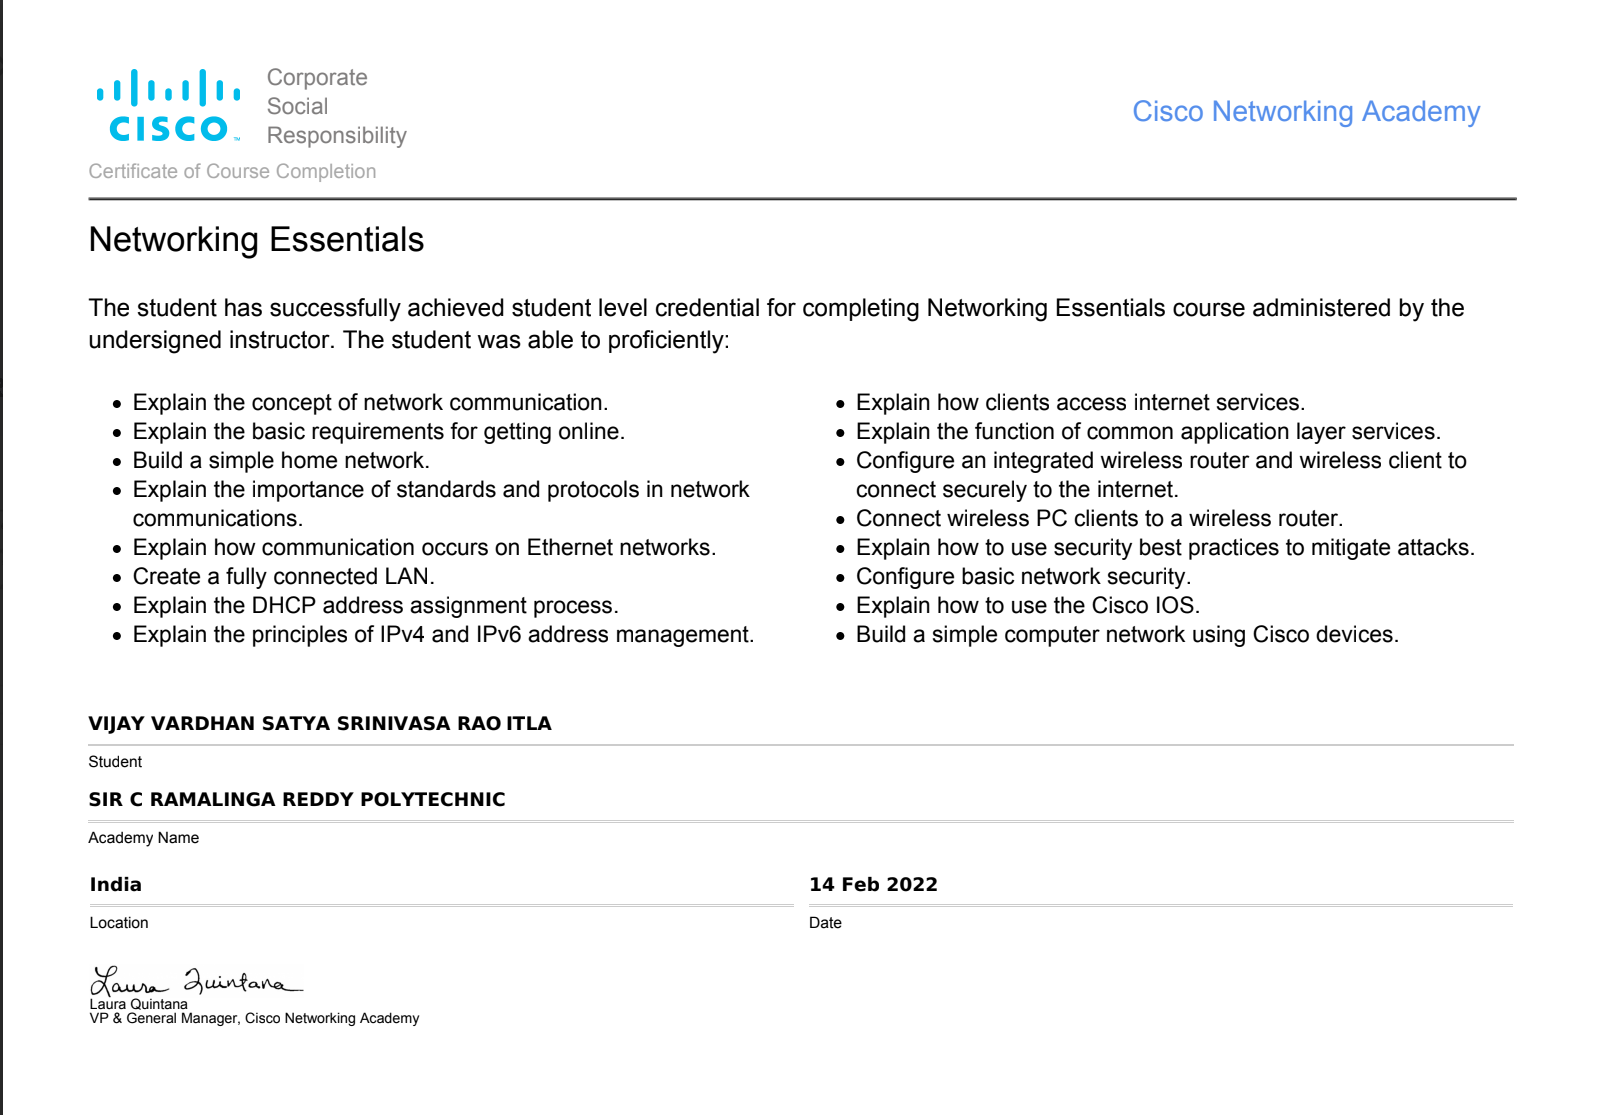 CISCO™
Corporate
Social
Responsibility
Cisco Networking Academy
Certificate of Course Completion
Networking Essentials
The student has successfully achieved student level credential for completing Networking Essentials course administered by the
undersigned instructor. The student was able to proficiently:
• Explain the concept of network communication.
• Explain the basic requirements for getting online.
• Build a simple home network.
• Explain the importance of standards and protocols in network
communications.
• Explain how communication occurs on Ethernet networks.
• Create a fully connected LAN.
• Explain the DHCP address assignment process.
• Explain the principles of IPv4 and IPv6 address management.
• Explain how clients access internet services.
• Explain the function of common application layer services.
• Configure an integrated wireless router and wireless client to
connect securely to the internet.
• Connect wireless PC clients to a wireless router.
• Explain how to use security best practices to mitigate attacks.
• Configure basic network security.
• Explain how to use the Cisco IOS.
• Build a simple computer network using Cisco devices.
VIJAY VARDHAN SATYA SRINIVASA RAO ITLA
Student
SIR C RAMALINGA REDDY POLYTECHNIC
Academy Name
India
Location
14 Feb 2022
Date
Laura Quintana
Laura Quintana
VP & General Manager, Cisco Networking Academy